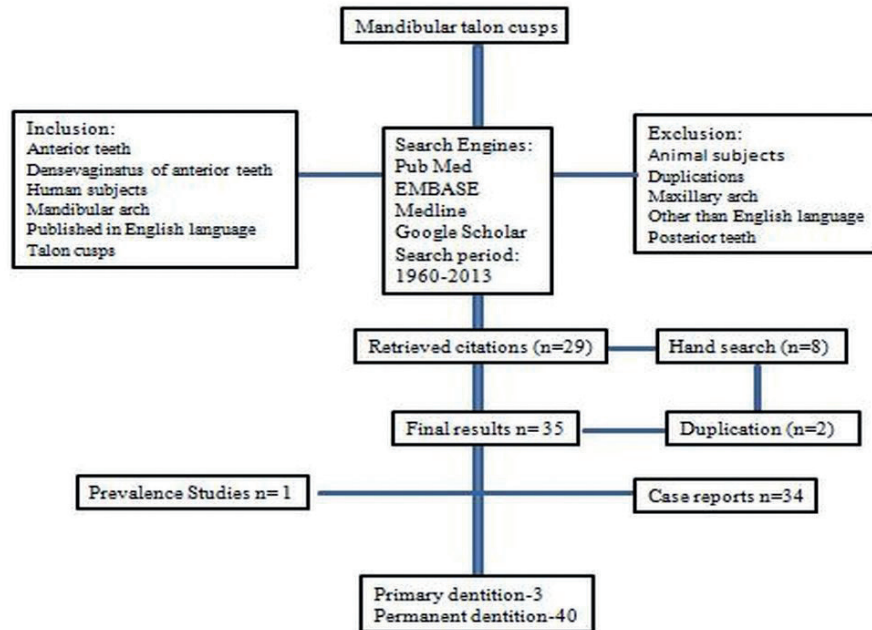 Mandibular talon cusps
Inclusion:
Anterior teeth
Densevaginatus of anterior teeth
Human subjects
Mandibular arch
Published in English language
Talon cusps
Search Engines:
Pub Med
EMBASE
Medline
Google Scholar
Search period:
1960-2013
Exclusion:
Animal subjects
Duplications
Maxillary arch
Other than English language
Posterior teeth
Retrieved citations (n=29)
Hand search (n=8)
Final results n= 35
Duplication (n=2)
Prevalence Studies n= 1
Case reports n=34
Primary dentition-3
Permanent dentition-40